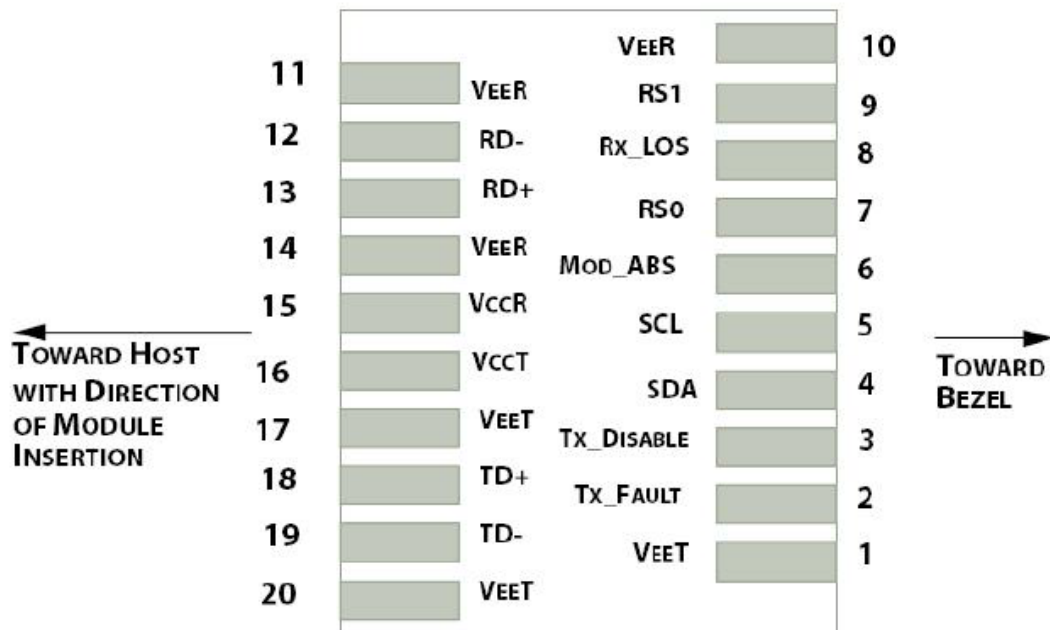 11 VEER
12 RD-
13 RD+
14 VEER
15 VCCR
16 VCCT
17 VEET
18 TD+
19 TD-
20 VEET
VEER 10
RS1 9
RX_LOS 8
RS0 7
MOD_ABS 6
SCL 5
SDA 4
TX_DISABLE 3
TX_FAULT 2
VEET 1
TOWARD HOST
WITH DIRECTION
OF MODULE
INSERTION
TOWARD
BEZEL